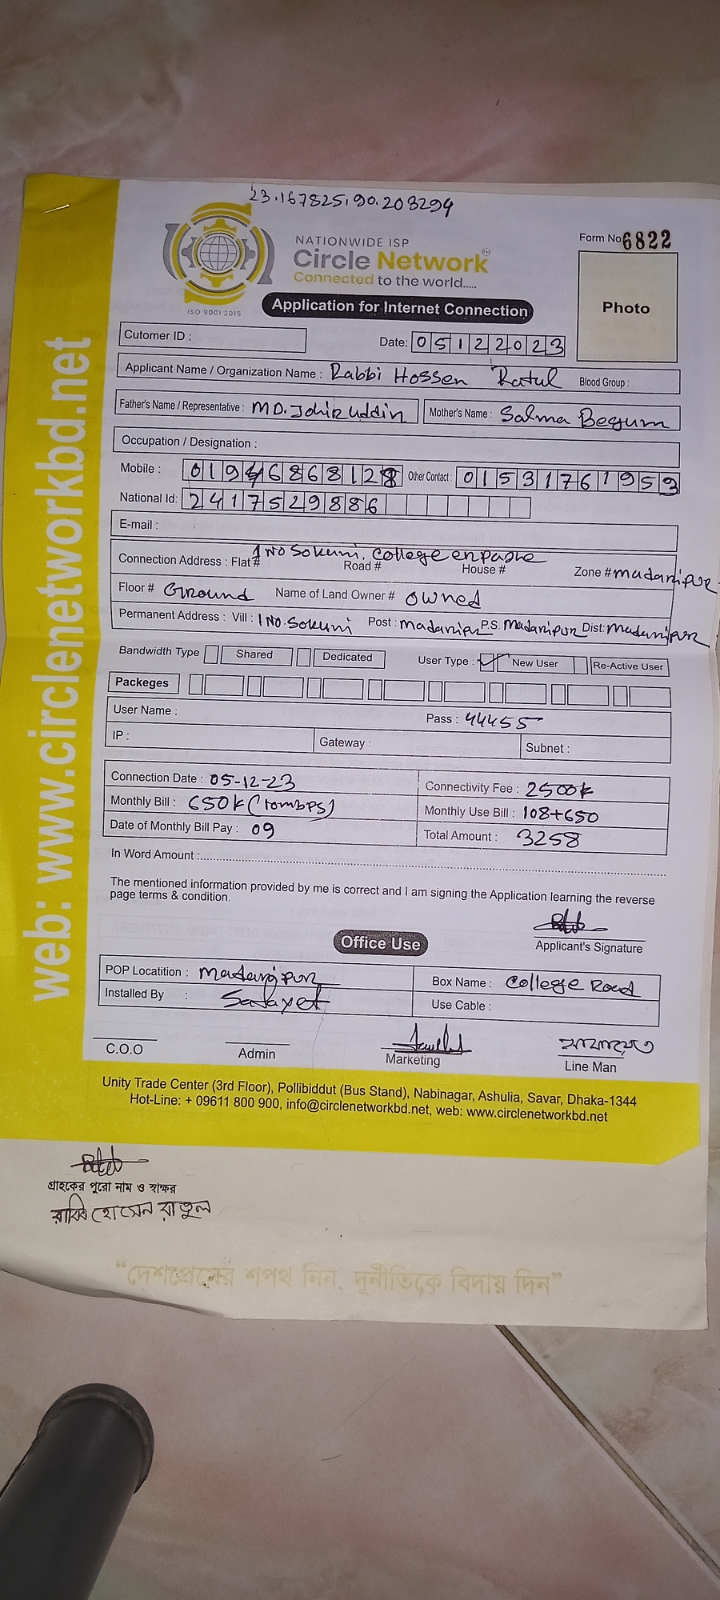 23.167825,90.203294
NATIONWIDE ISP
Circle Network
Connected to the world.....
ISO 9001:2015
Form No 6822
Photo
Application for Internet Connection
Cutomer ID :
Date: 05122023
Applicant Name / Organization Name : Rabbi Hossen Ratul Blood Group :
Father's Name / Representative : MD. Johiruddin Mother's Name : Salma Begum
Occupation / Designation :
Mobile : Other Contact : 01531761953
National Id: 2417529886
E-mail :
Connection Address : Flat # 1 No Sokuni, College Road # House # Zone # madaripur
Floor # Ground Name of Land Owner # owned
Permanent Address : Vill : 1 No. Sokuni Post : madaripur P.S. Madaripur Dist: Madaripur
Bandwidth Type Shared Dedicated User Type : New User Re-Active User
Packeges
User Name : Pass : 44455
IP : Gateway : Subnet :
Connection Date : 05-12-23 Connectivity Fee : 2500k
Monthly Bill : 650k (10mbps) Monthly Use Bill : 108+650
Date of Monthly Bill Pay : 09 Total Amount : 3258
In Word Amount :
The mentioned information provided by me is correct and I am signing the Application learning the reverse
page terms & condition.
Applicant's Signature
Office Use
POP Locatition : madaripur Box Name : College Road
Installed By : Safayet Use Cable :
C.O.O Admin Marketing Line Man
Unity Trade Center (3rd Floor), Pollibiddut (Bus Stand), Nabinagar, Ashulia, Savar, Dhaka-1344
Hot-Line: + 09611 800 900, info@circlenetworkbd.net, web: www.circlenetworkbd.net
web: www.circlenetworkbd.net
গ্রাহকের পুরো নাম ও স্বাক্ষর
রাব্বি হোসেন রাতুল
“দেশপ্রেমের শপথ নিন, দুর্নীতিকে বিদায় দিন”